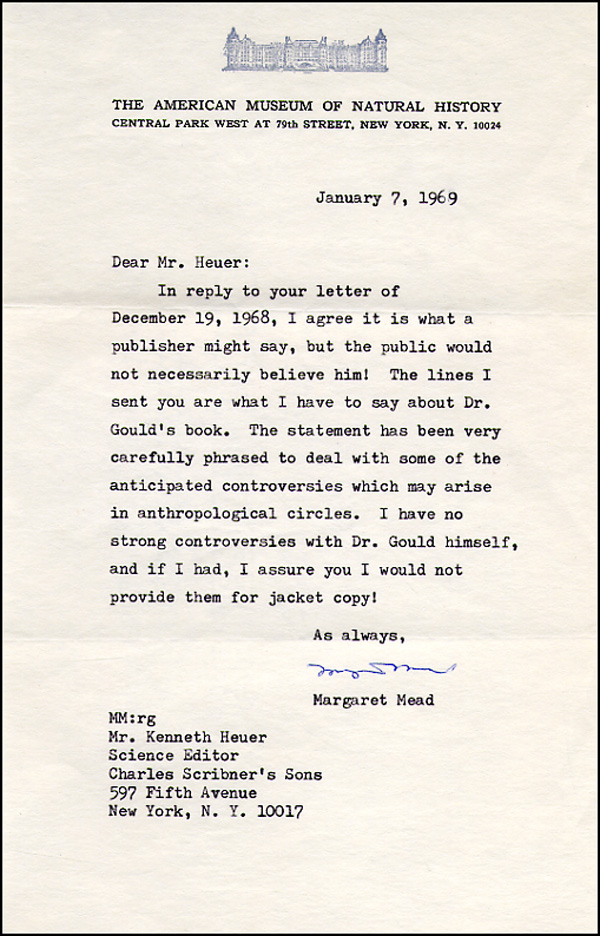 THE AMERICAN MUSEUM OF NATURAL HISTORY
CENTRAL PARK WEST AT 79th STREET, NEW YORK, N. Y. 10024
January 7, 1969
Dear Mr. Heuer:
In reply to your letter of
December 19, 1968, I agree it is what a
publisher might say, but the public would
not necessarily believe him! The lines I
sent you are what I have to say about Dr.
Gould's book. The statement has been very
carefully phrased to deal with some of the
anticipated controversies which may arise
in anthropological circles. I have no
strong controversies with Dr. Gould himself,
and if I had, I assure you I would not
provide them for jacket copy!
As always,
Margaret Mead
MM:rg
Mr. Kenneth Heuer
Science Editor
Charles Scribner's Sons
597 Fifth Avenue
New York, N. Y. 10017